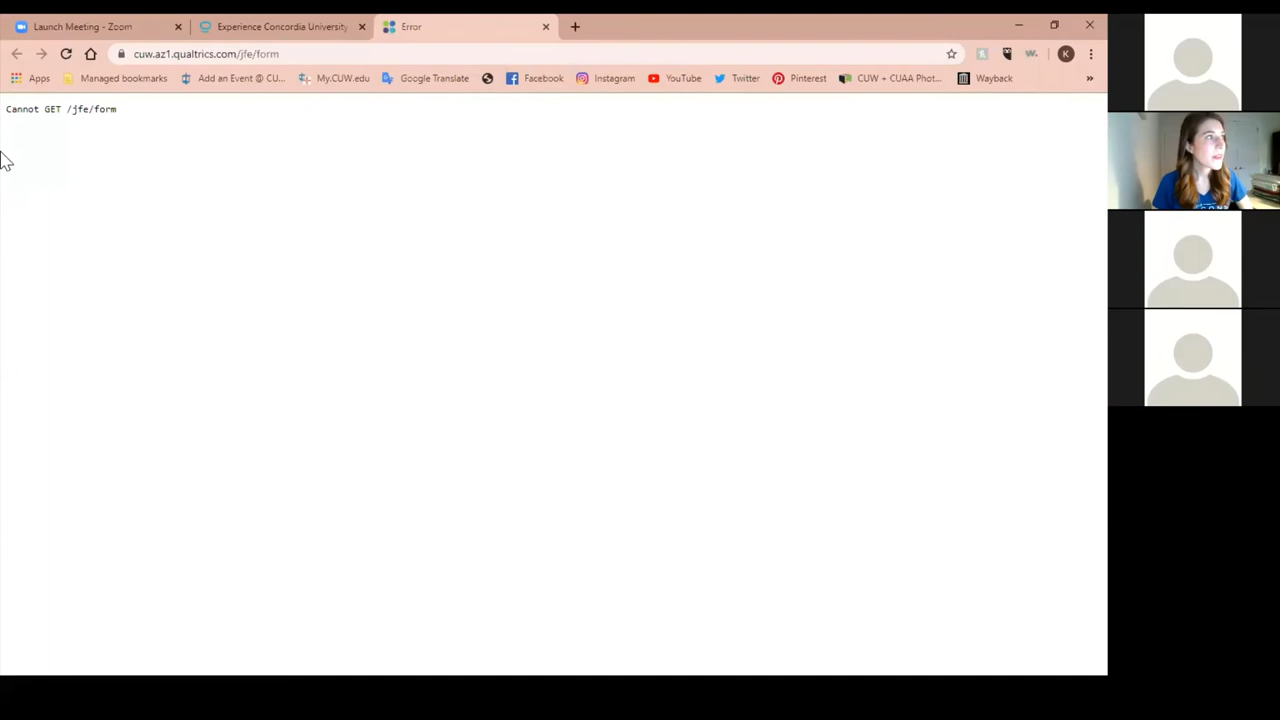 Launch Meeting - Zoom
Experience Concordia University
Error
cuw.az1.qualtrics.com/jfe/form
K
Apps
Managed bookmarks
Add an Event @ CU...
My.CUW.edu
Google Translate
Facebook
Instagram
YouTube
Twitter
Pinterest
CUW + CUAA Phot...
Wayback
»
Cannot GET /jfe/form